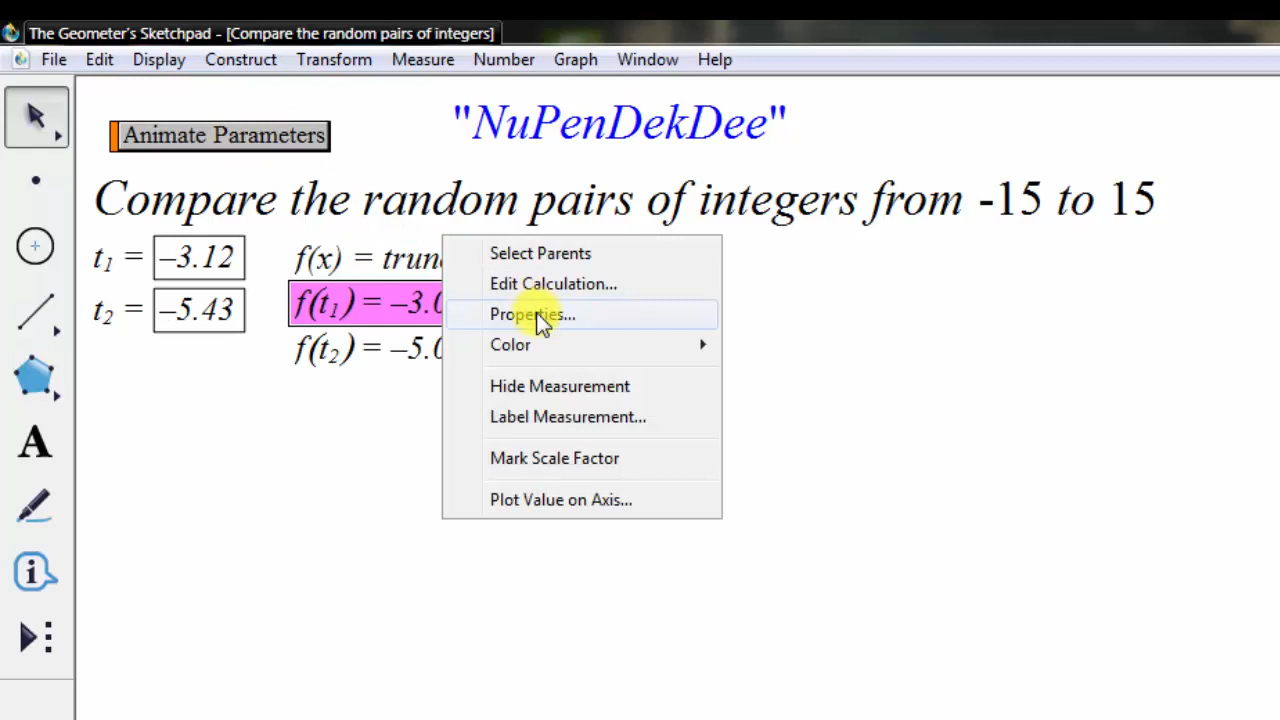 The Geometer's Sketchpad - [Compare the random pairs of integers]
File Edit Display Construct Transform Measure Number Graph Window Help
Animate Parameters
"NuPenDekDee"
Compare the random pairs of integers from -15 to 15
t1 = –3.12
f(x) = trun
t2 = –5.43
f(t1) = –3.0
f(t2) = –5.0
Select Parents
Edit Calculation...
Properties...
Color
Hide Measurement
Label Measurement...
Mark Scale Factor
Plot Value on Axis...
A
i